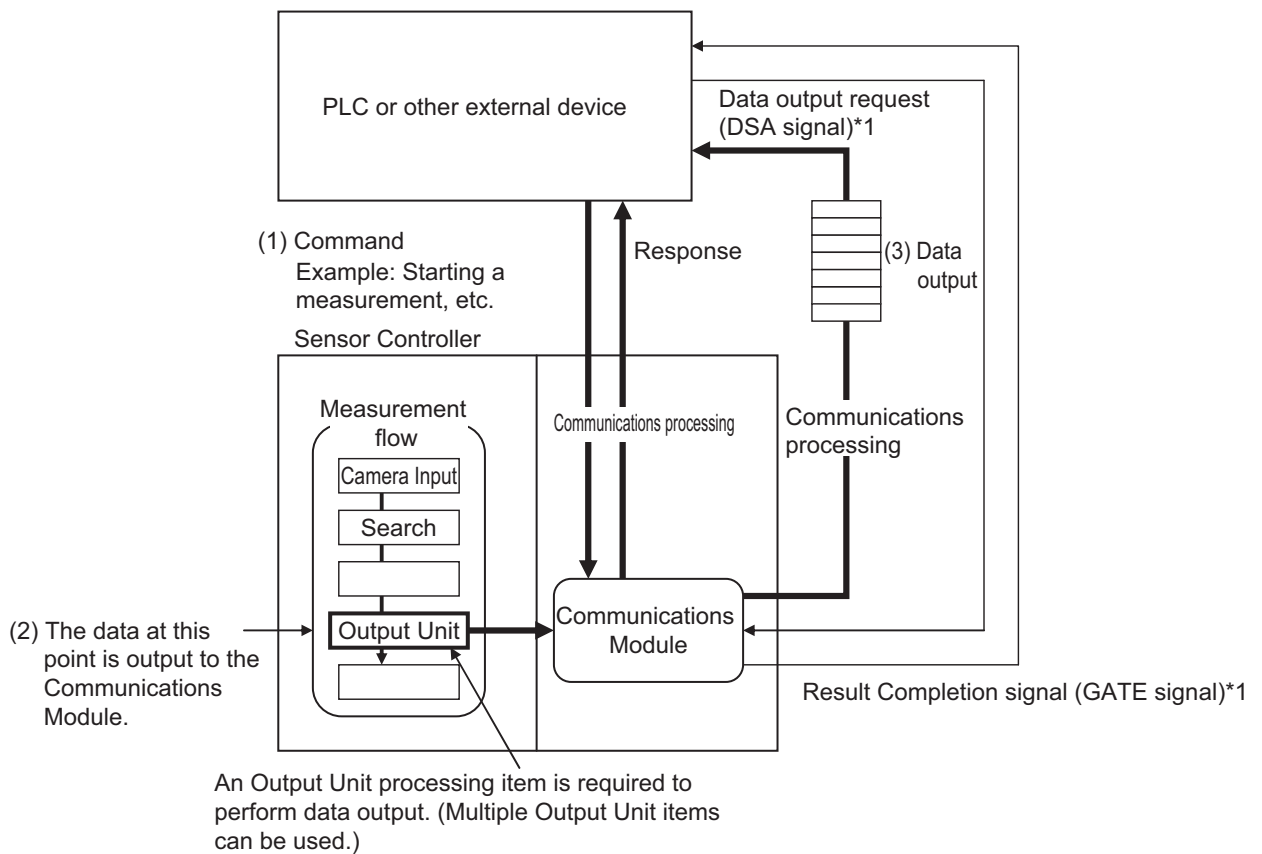 PLC or other external device
Data output request
(DSA signal)*1
(1) Command
Example: Starting a
measurement, etc.
Response
(3) Data
output
Sensor Controller
Measurement
flow
Camera Input
Search
Output Unit
Communications processing
Communications
processing
Communications
Module
(2) The data at this
point is output to the
Communications
Module.
Result Completion signal (GATE signal)*1
An Output Unit processing item is required to
perform data output. (Multiple Output Unit items
can be used.)